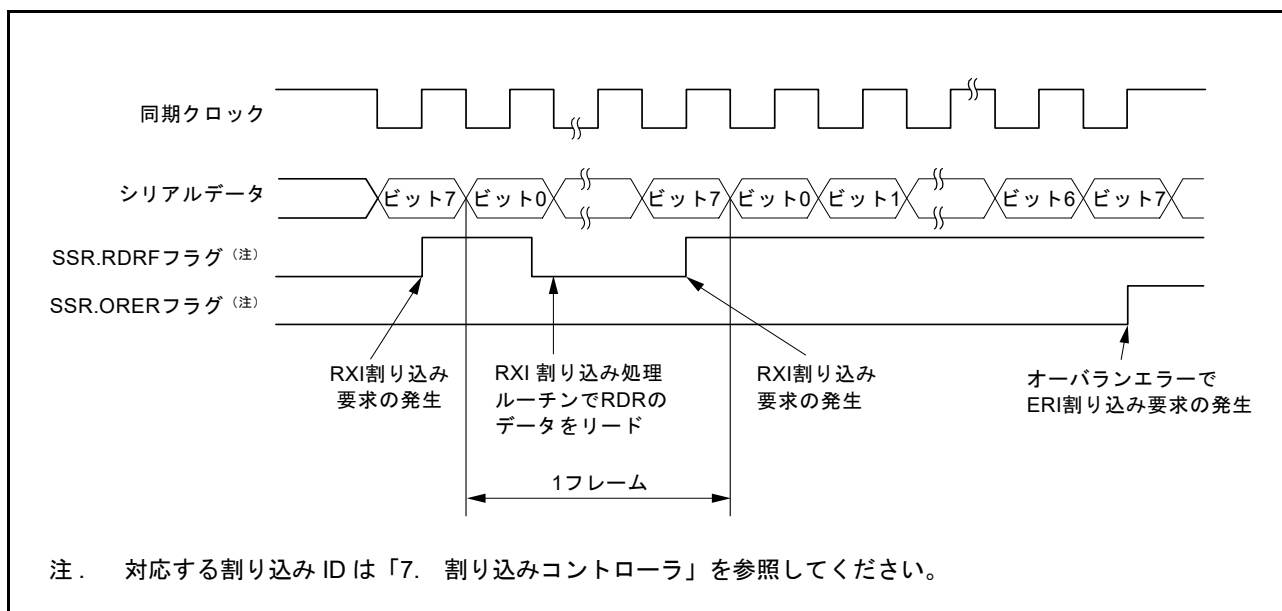 同期クロック
シリアルデータ
ビット7 ビット0 ビット7 ビット0 ビット1 ビット6 ビット7
SSR.RDRFフラグ（注）
SSR.ORERフラグ（注）
RXI割り込み
要求の発生
RXI 割り込み処理
ルーチンでRDRの
データをリード
RXI割り込み
要求の発生
オーバランエラーで
ERI割り込み要求の発生
1フレーム
注 . 対応する割り込み ID は「7. 割り込みコントローラ」を参照してください。